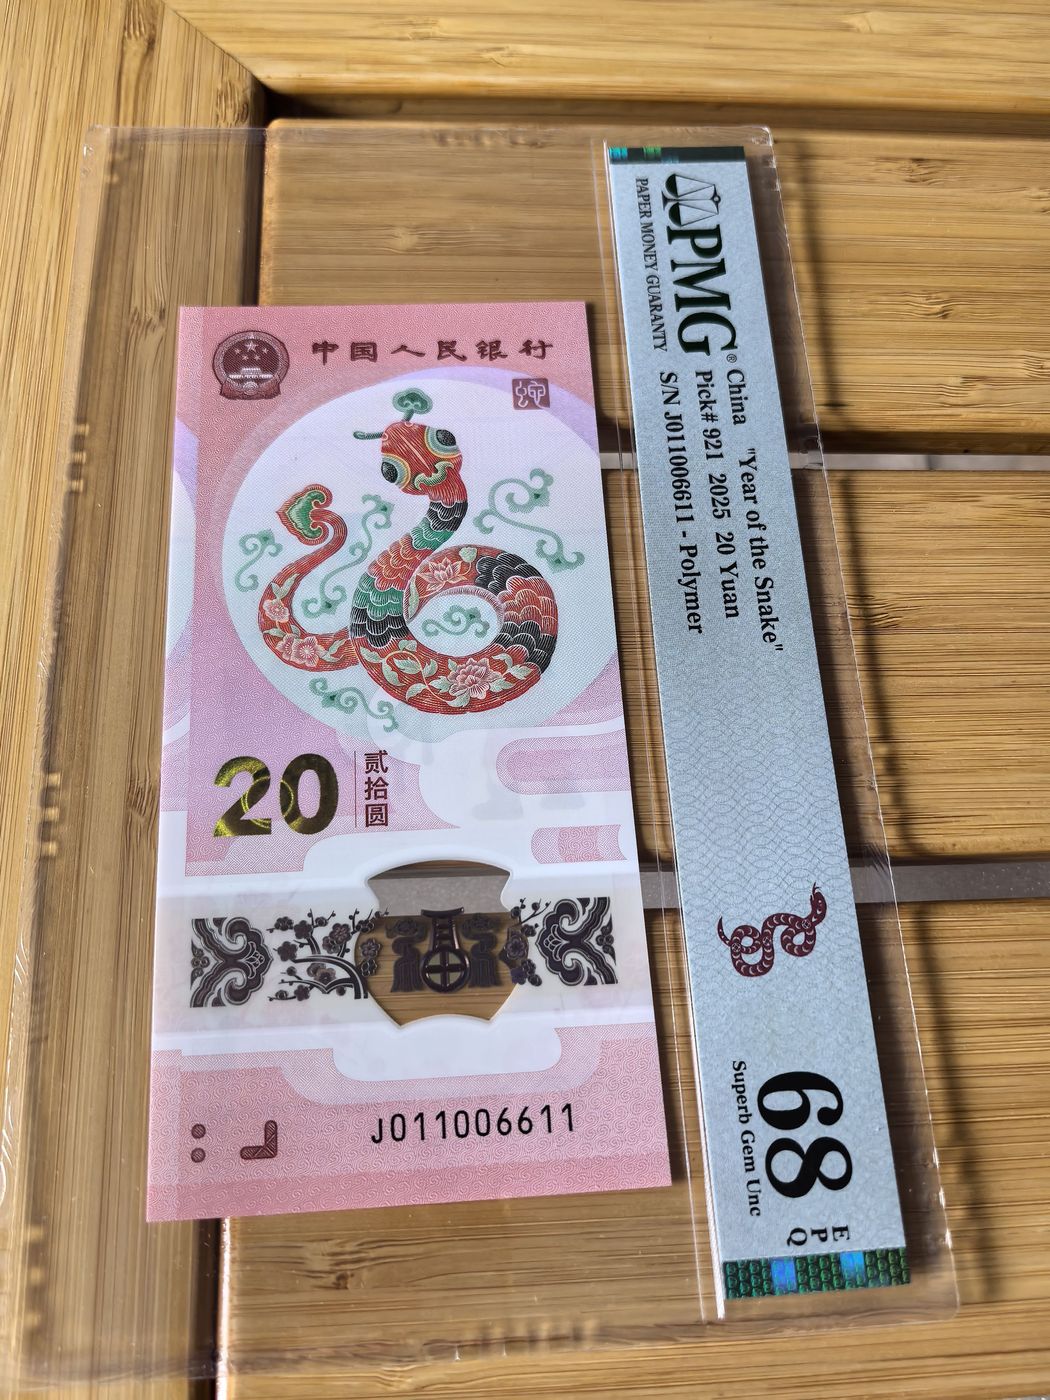 中国人民银行
20
贰拾圆
J011006611
PMG®
PAPER MONEY GUARANTY
China "Year of the Snake"
Pick# 921 2025 20 Yuan
S/N J011006611 - Polymer
68
EPQ
Superb Gem Unc